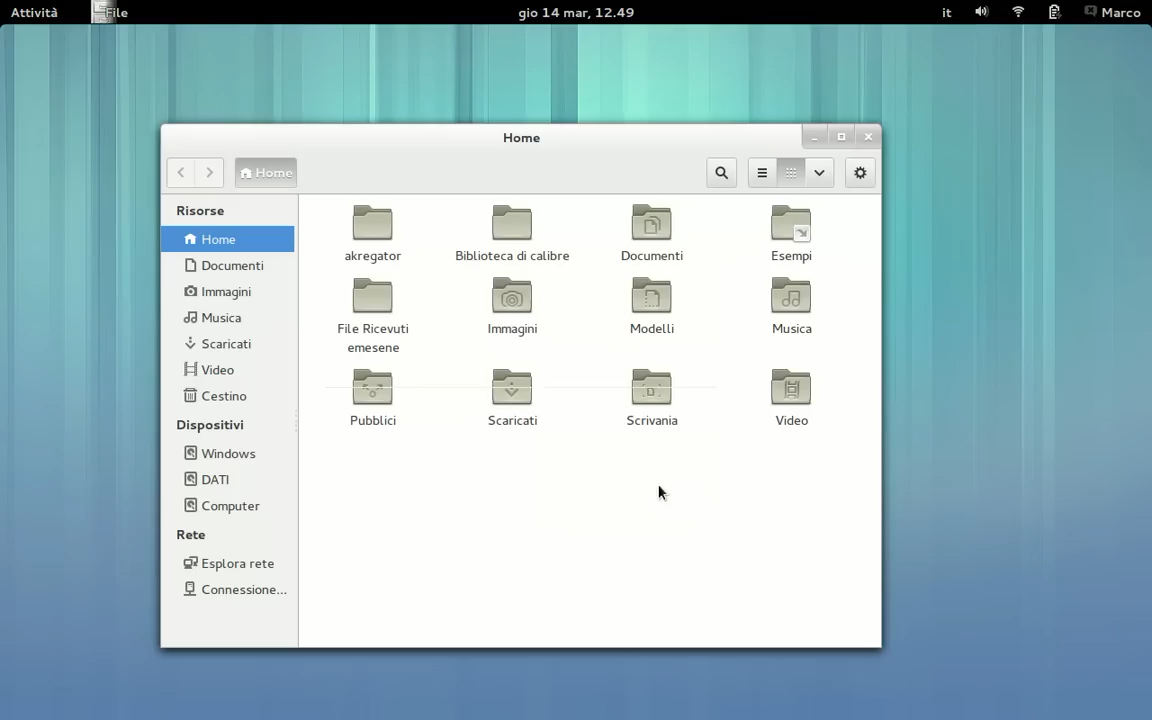 Attività File gio 14 mar, 12.49 it Marco
Home
Home
Risorse
Home
Documenti
Immagini
Musica
Scaricati
Video
Cestino
Dispositivi
Windows
DATI
Computer
Rete
Esplora rete
Connessione...
akregator Biblioteca di calibre Documenti Esempi
File Ricevuti Immagini Modelli Musica
emesene
Pubblici Scaricati Scrivania Video